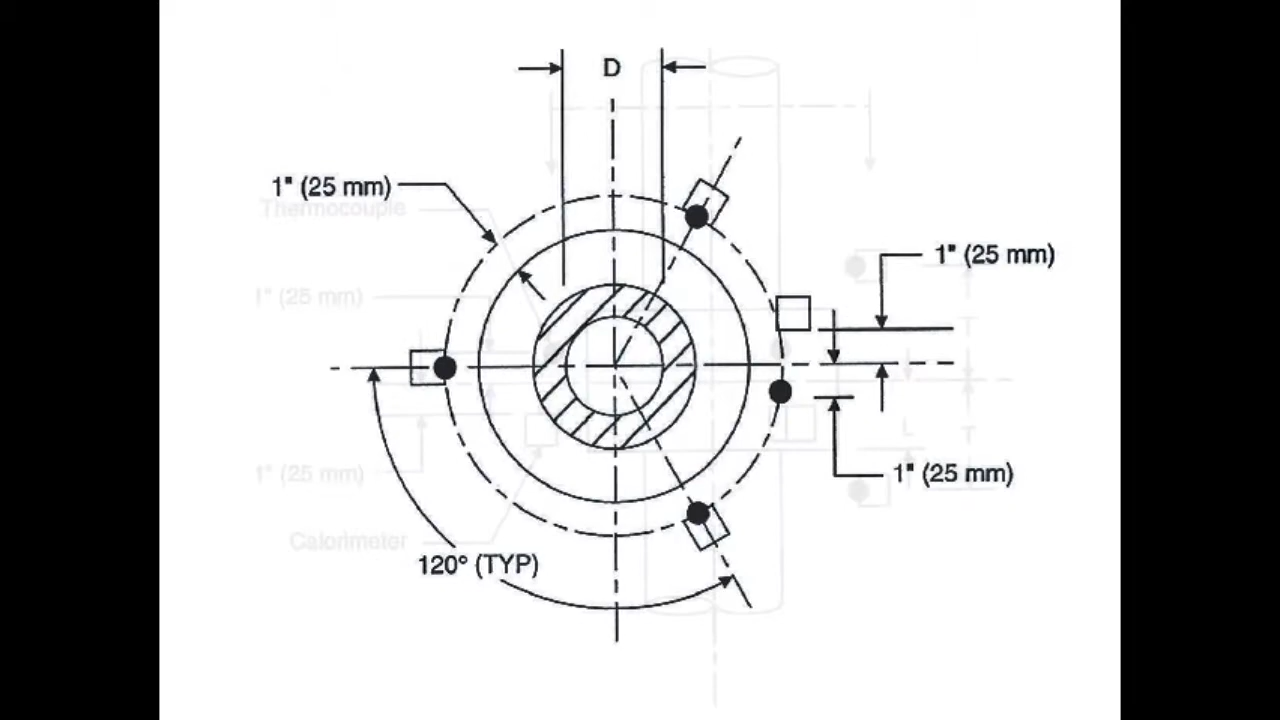 D
1" (25 mm)
Thermocouple
1" (25 mm)
1" (25 mm)
1" (25 mm)
1" (25 mm)
L
T
T
Calorimeter
120° (TYP)